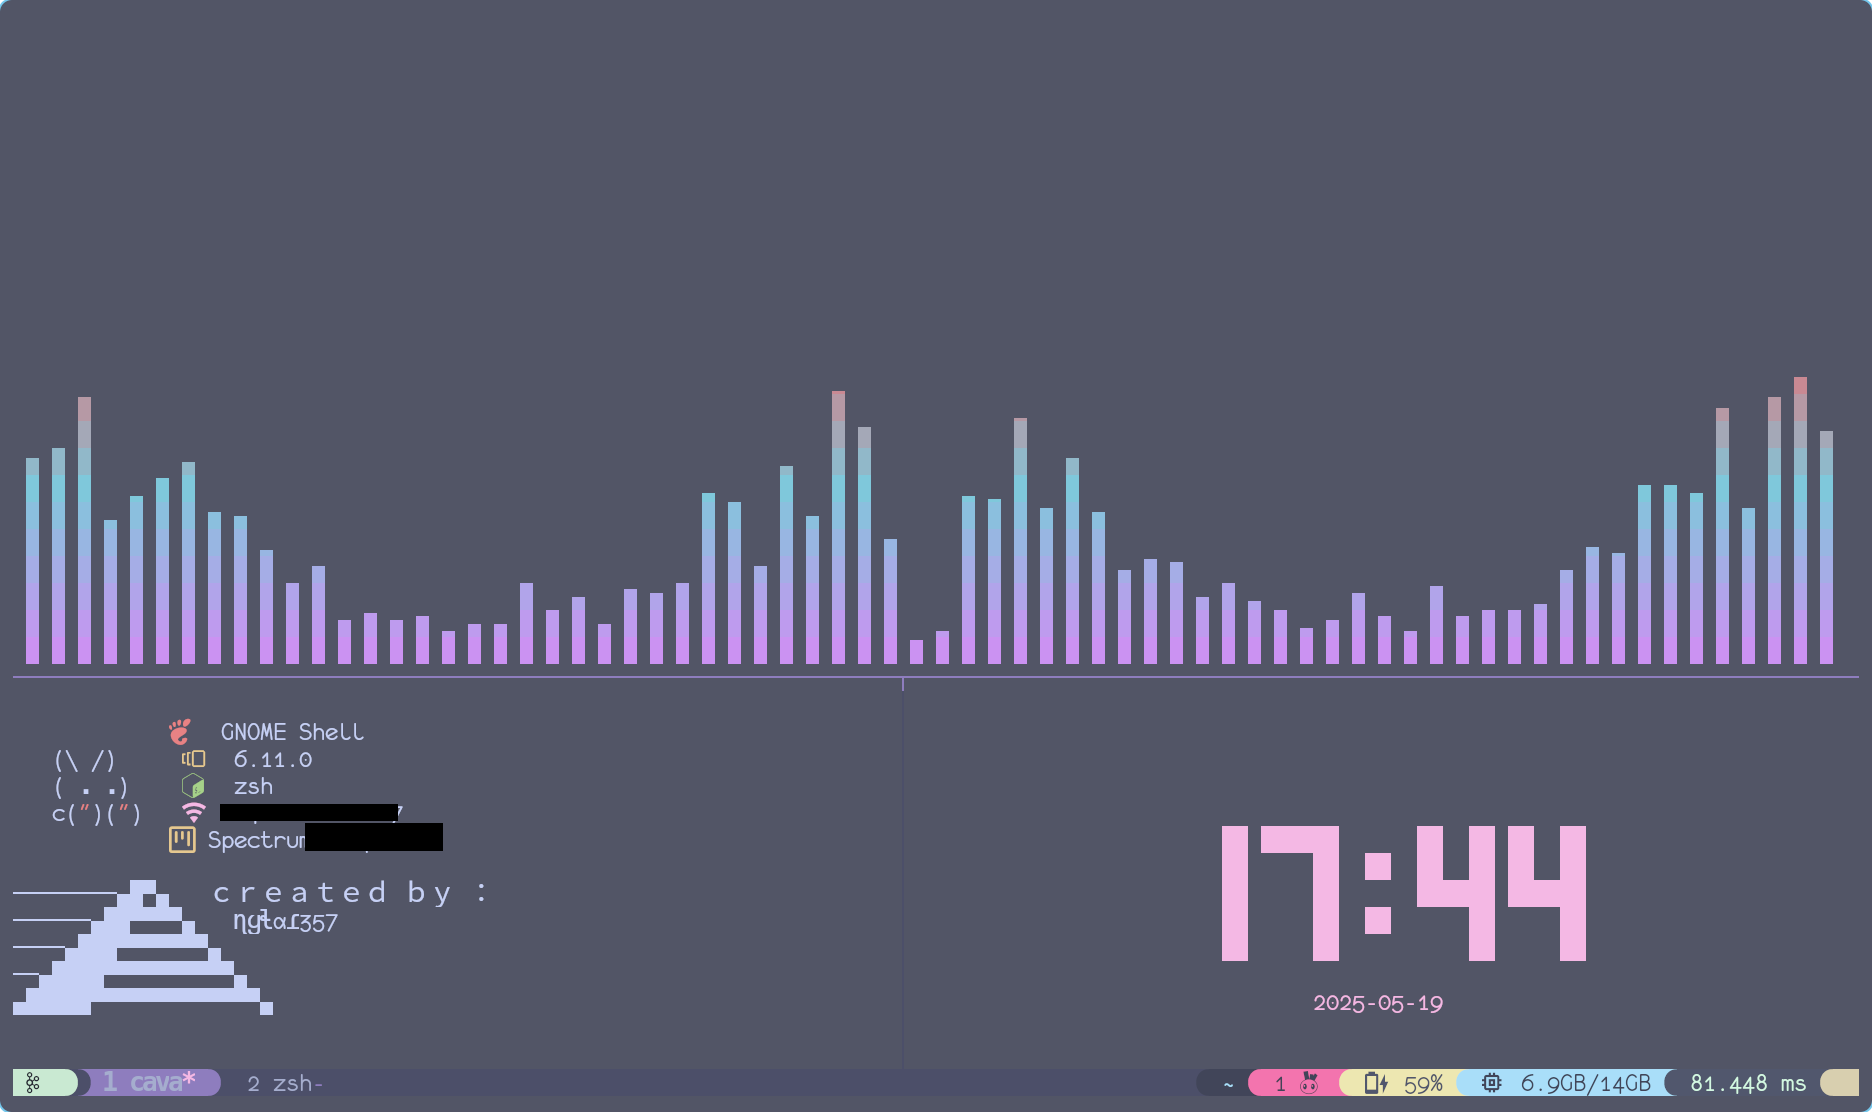 GNOME Shell
(\ /) 6.11.0
( . .) zsh
c(")(")
Spectrum
created by :
ηɠƚαɾ357
17:44
2025-05-19
1 cava* 2 zsh- ~ 1 59% 6.9GB/14GB 81.448 ms